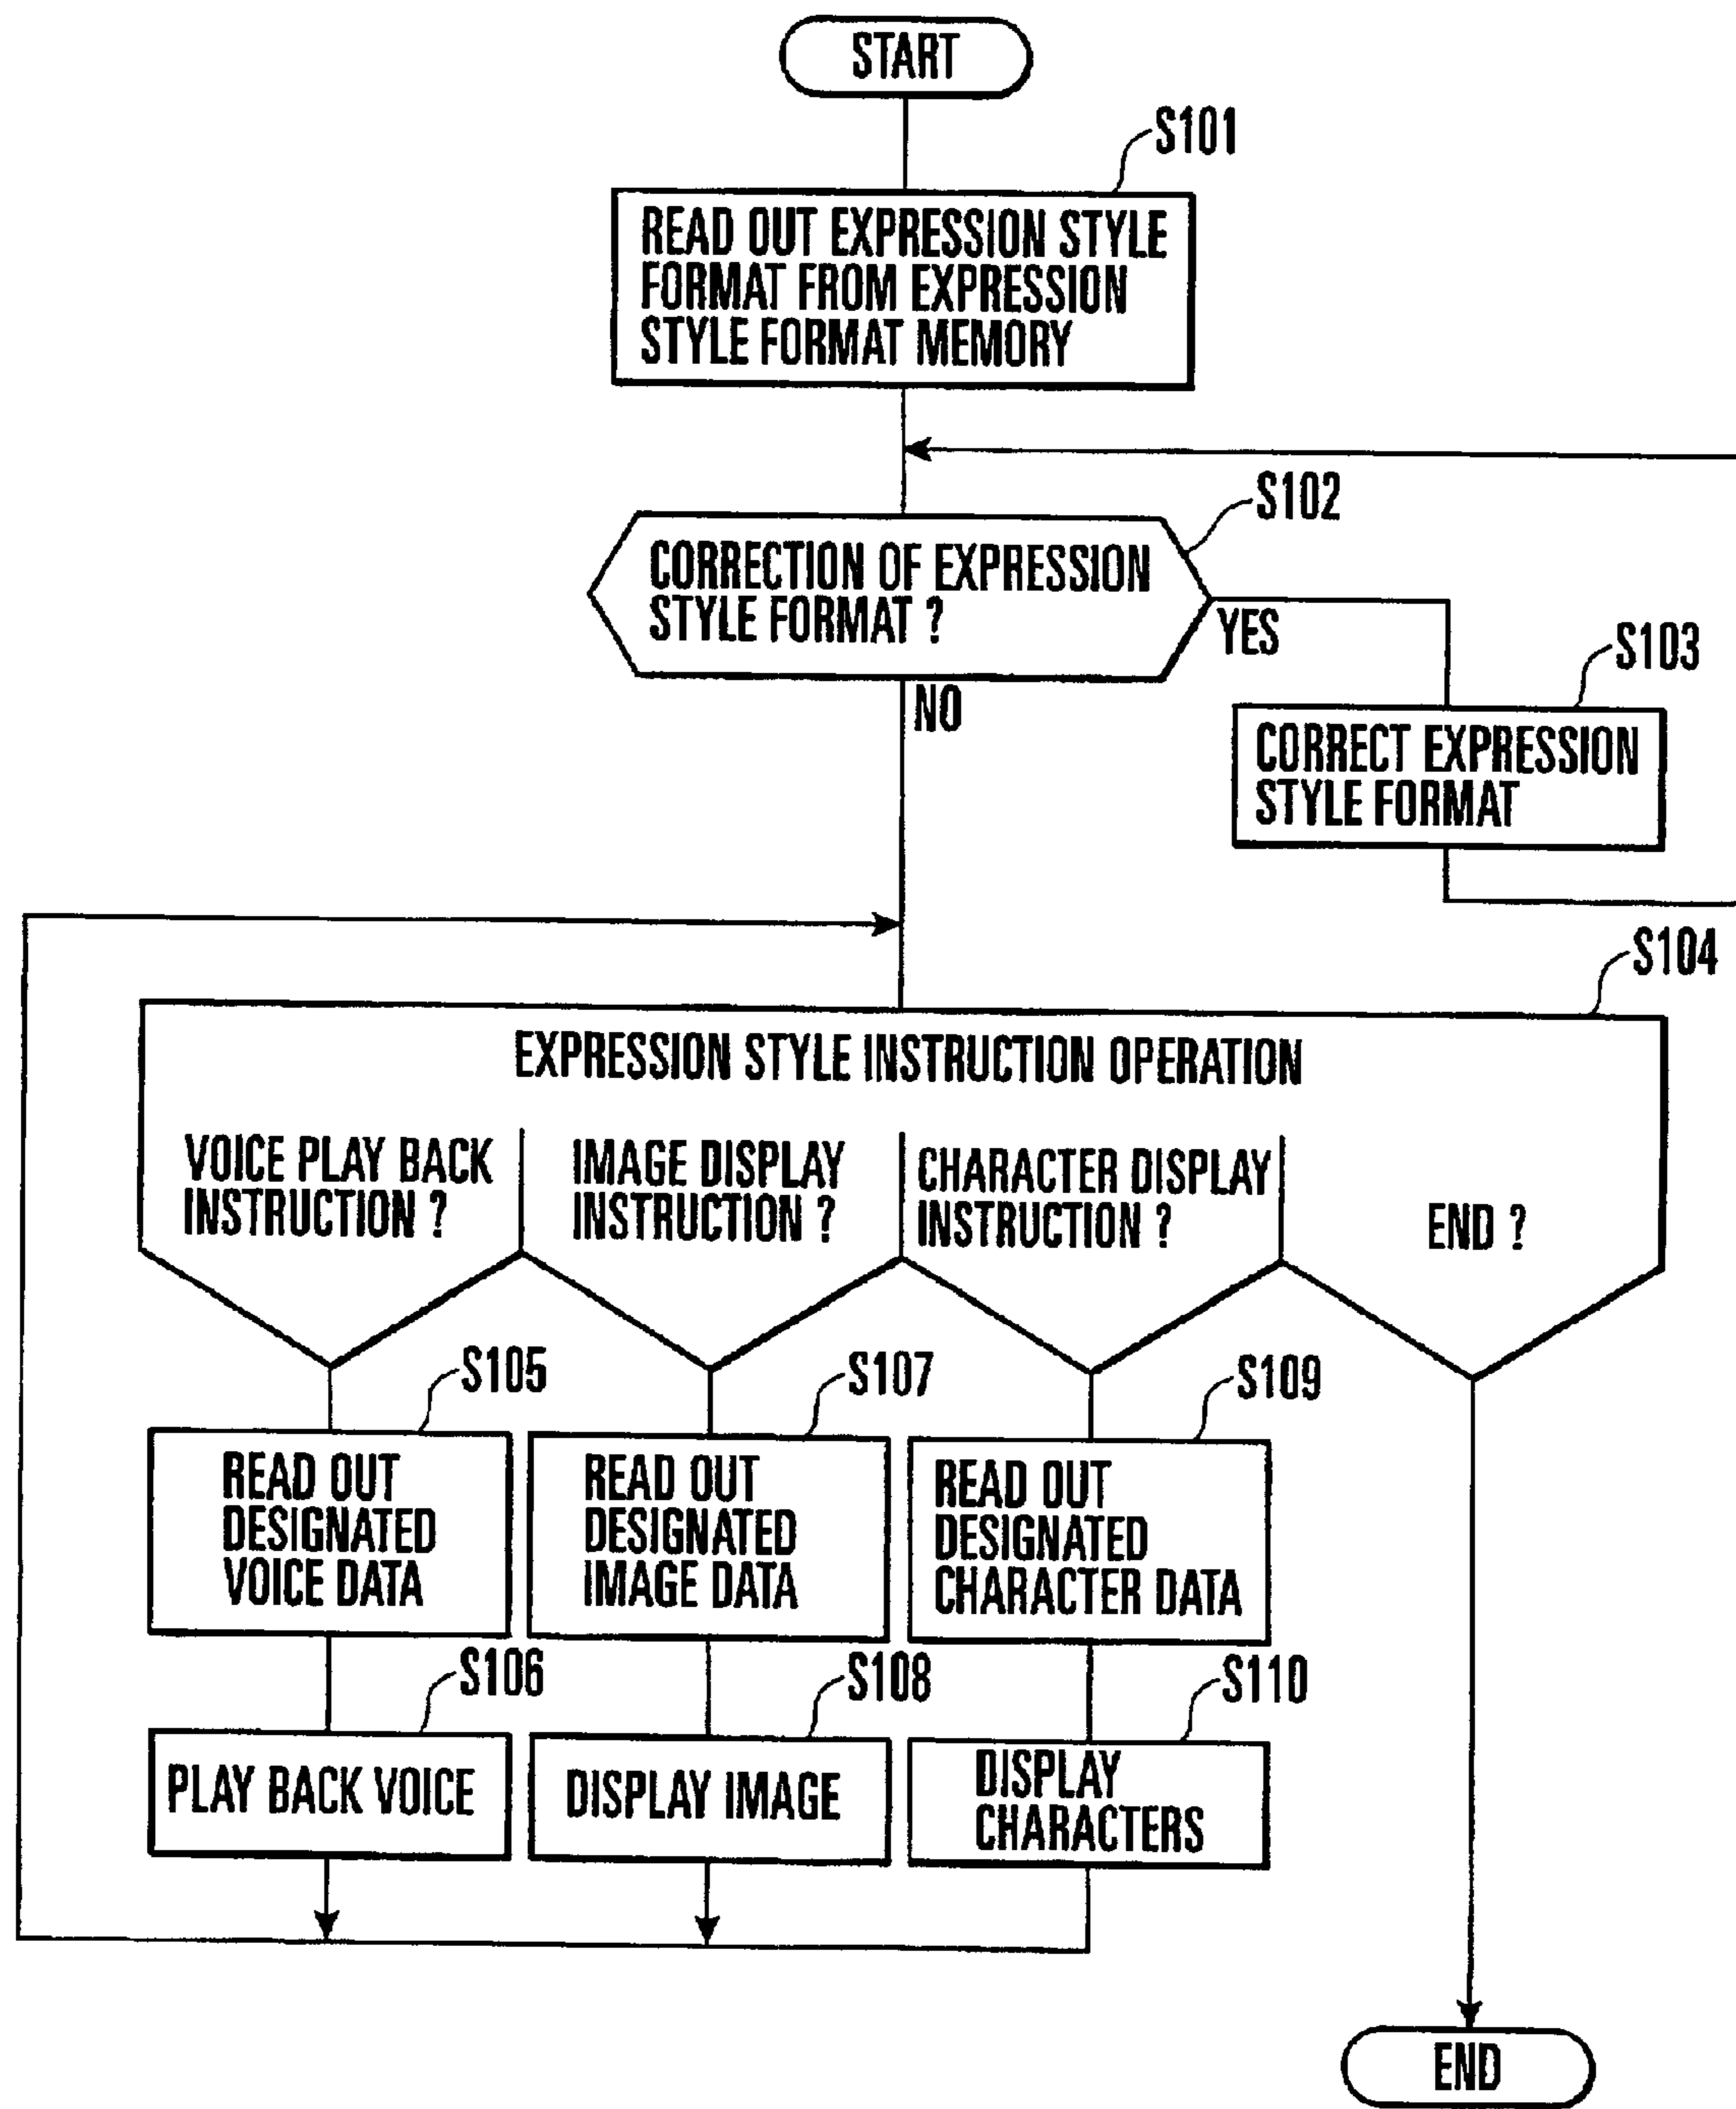 START
S101
READ OUT EXPRESSION STYLE
FORMAT FROM EXPRESSION
STYLE FORMAT MEMORY
S102
CORRECTION OF EXPRESSION
STYLE FORMAT ?
YES
NO
S103
CORRECT EXPRESSION
STYLE FORMAT
S104
EXPRESSION STYLE INSTRUCTION OPERATION
VOICE PLAY BACK
INSTRUCTION ?
IMAGE DISPLAY
INSTRUCTION ?
CHARACTER DISPLAY
INSTRUCTION ?
END ?
S105
READ OUT
DESIGNATED
VOICE DATA
S107
READ OUT
DESIGNATED
IMAGE DATA
S109
READ OUT
DESIGNATED
CHARACTER DATA
S106
PLAY BACK VOICE
S108
DISPLAY IMAGE
S110
DISPLAY
CHARACTERS
END